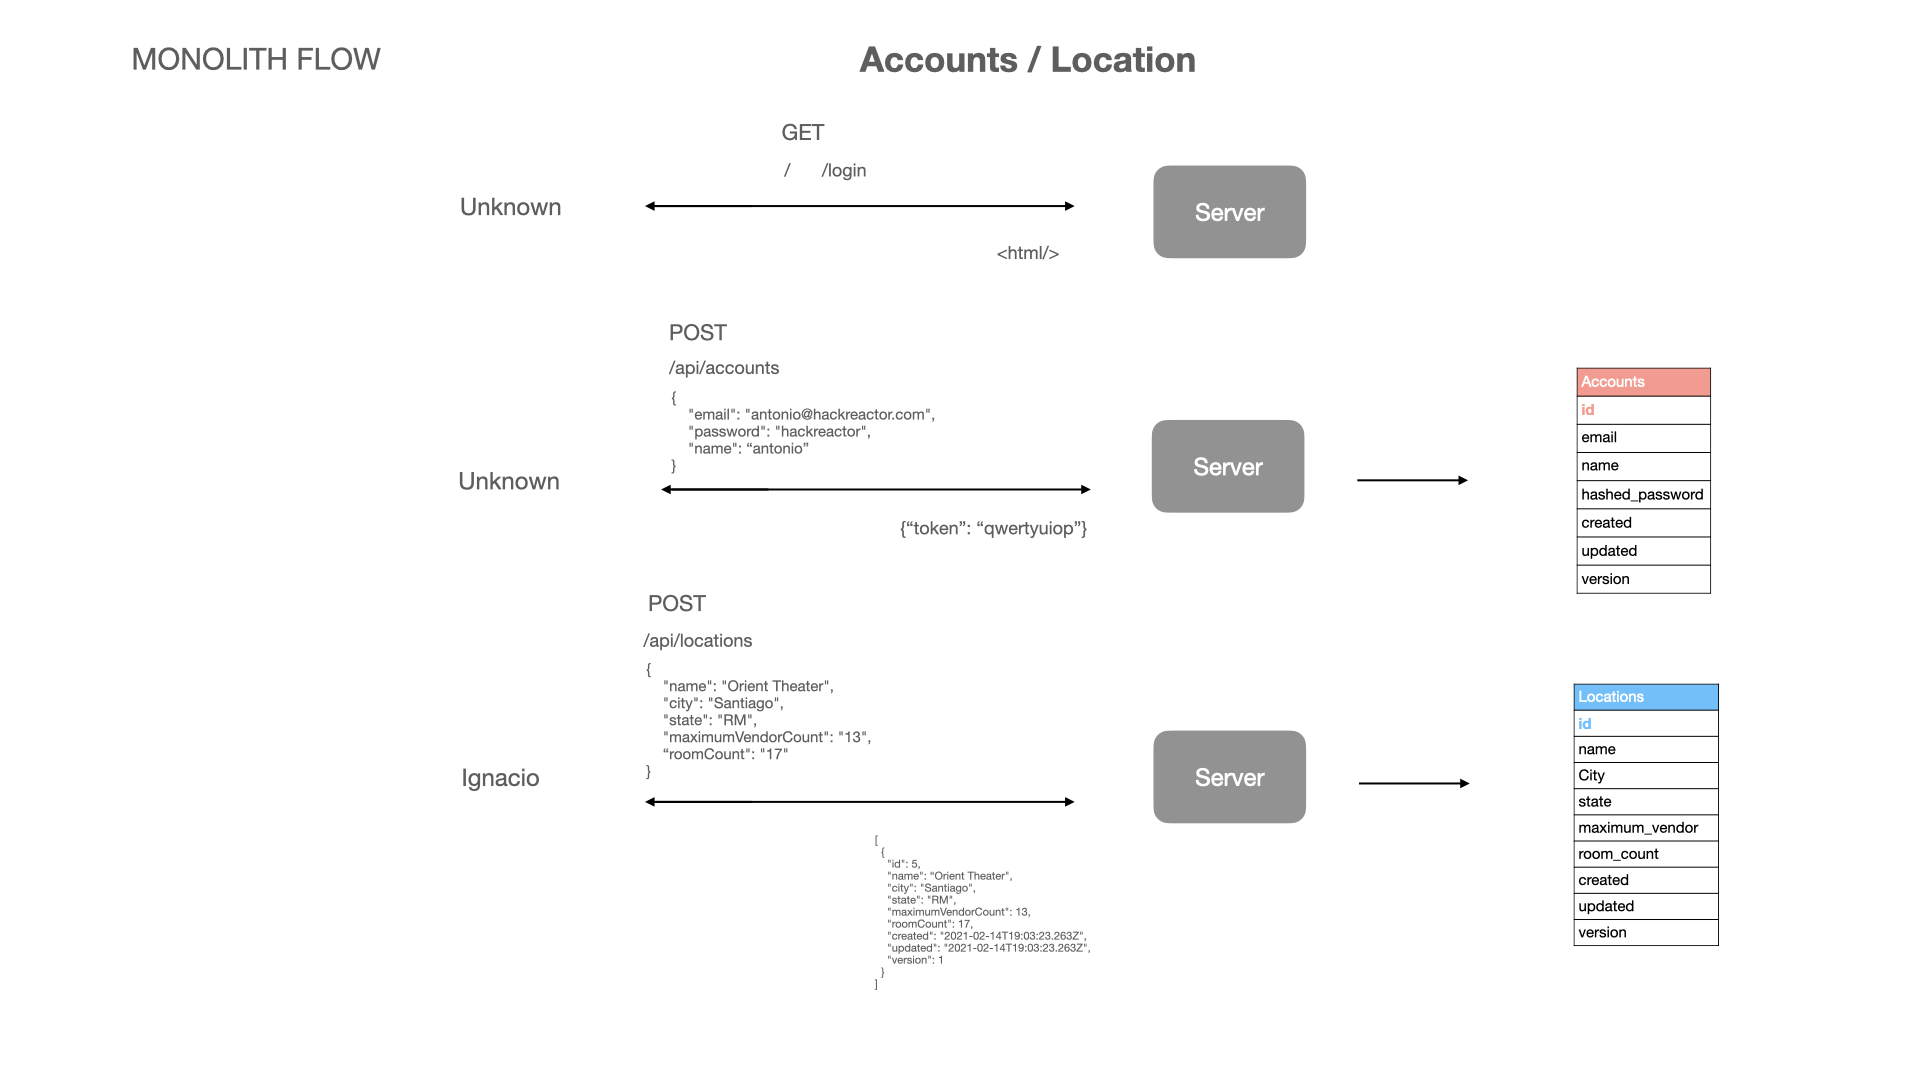 MONOLITH FLOW
Accounts / Location
GET
/ /login
Unknown
Server
<html/>
POST
/api/accounts
{
"email": "antonio@hackreactor.com",
"password": "hackreactor",
"name": “antonio”
}
Unknown
Server
{“token”: “qwertyuiop”}
Accounts
id
email
name
hashed_password
created
updated
version
POST
/api/locations
{
"name": "Orient Theater",
"city": "Santiago",
"state": "RM",
"maximumVendorCount": "13",
“roomCount": "17"
}
Ignacio
Server
[
{
"id": 5,
"name": “Orient Theater",
"city": "Santiago",
"state": "RM",
"maximumVendorCount": 13,
"roomCount": 17,
"created": "2021-02-14T19:03:23.263Z",
"updated": "2021-02-14T19:03:23.263Z",
"version": 1
}
]
Locations
id
name
City
state
maximum_vendor
room_count
created
updated
version